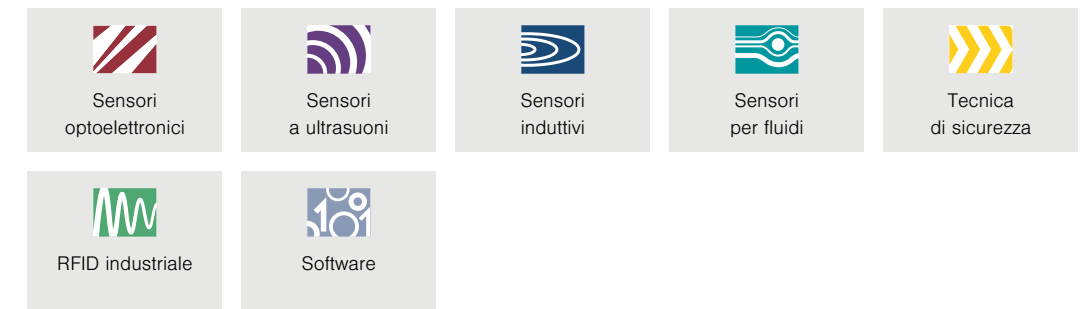 Sensori
optoelettronici
Sensori
a ultrasuoni
Sensori
induttivi
Sensori
per fluidi
Tecnica
di sicurezza
RFID industriale
Software